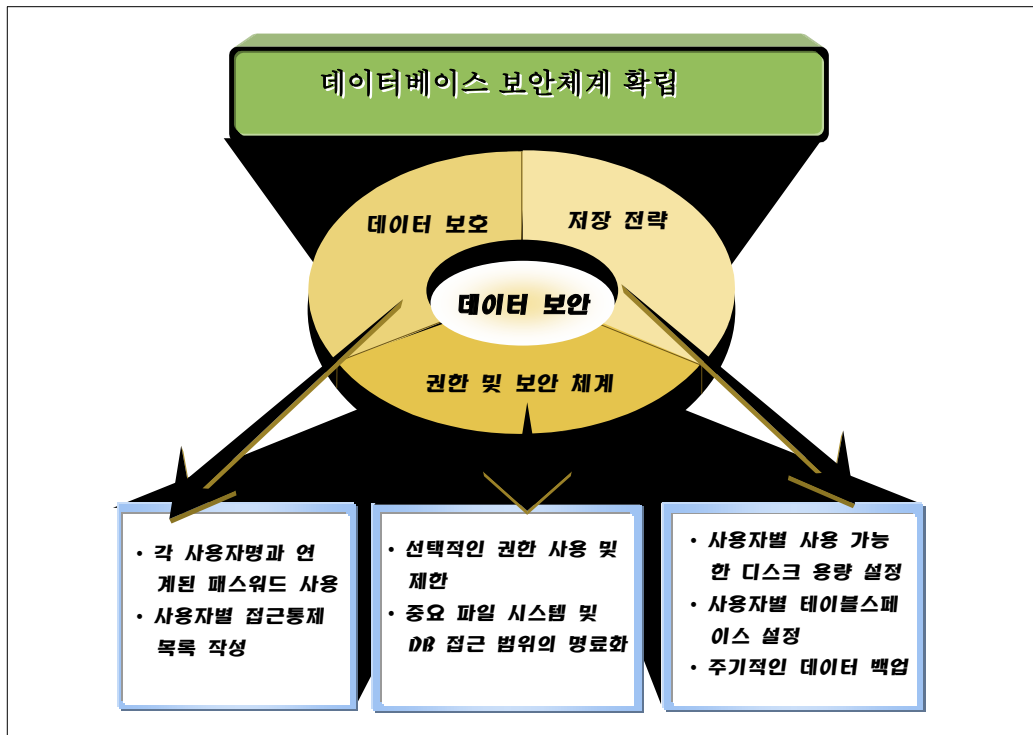 데이터베이스 보안체계 확립
데이터 보호
저장 전략
데이터 보안
권한 및 보안 체계
• 각 사용자명과 연
계된 패스워드 사용
• 사용자별 접근통제
목록 작성
• 선택적인 권한 사용 및
제한
• 중요 파일 시스템 및
DB 접근 범위의 명료화
• 사용자별 사용 가능
한 디스크 용량 설정
• 사용자별 테이블스페
이스 설정
• 주기적인 데이터 백업